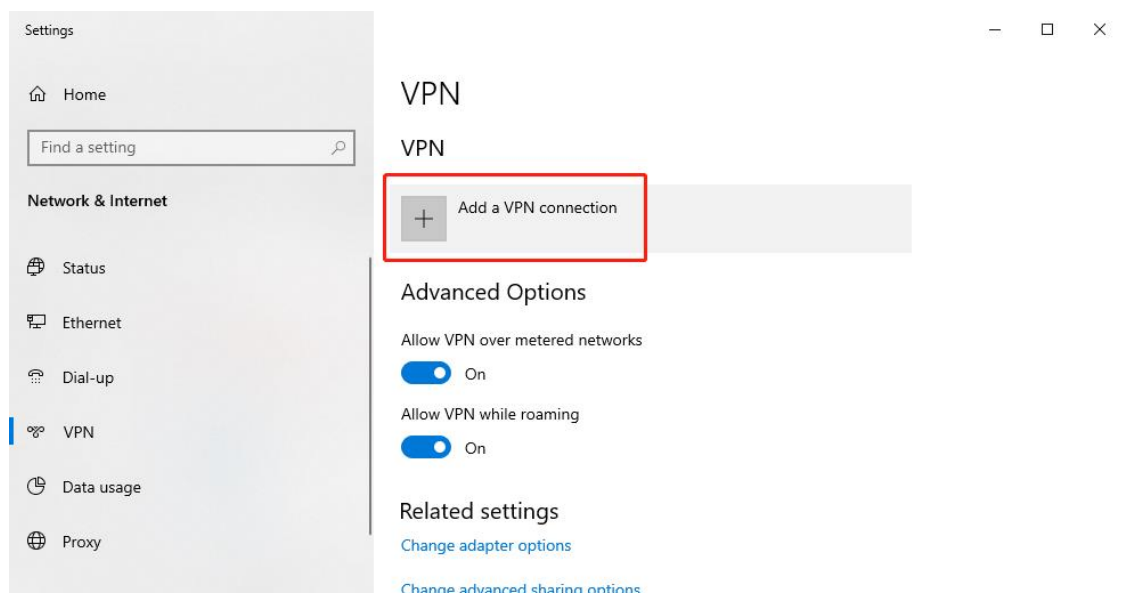 Settings
Home
Find a setting
Network & Internet
Status
Ethernet
Dial-up
VPN
Data usage
Proxy
VPN
VPN
Add a VPN connection
Advanced Options
Allow VPN over metered networks
On
Allow VPN while roaming
On
Related settings
Change adapter options
Change advanced sharing options